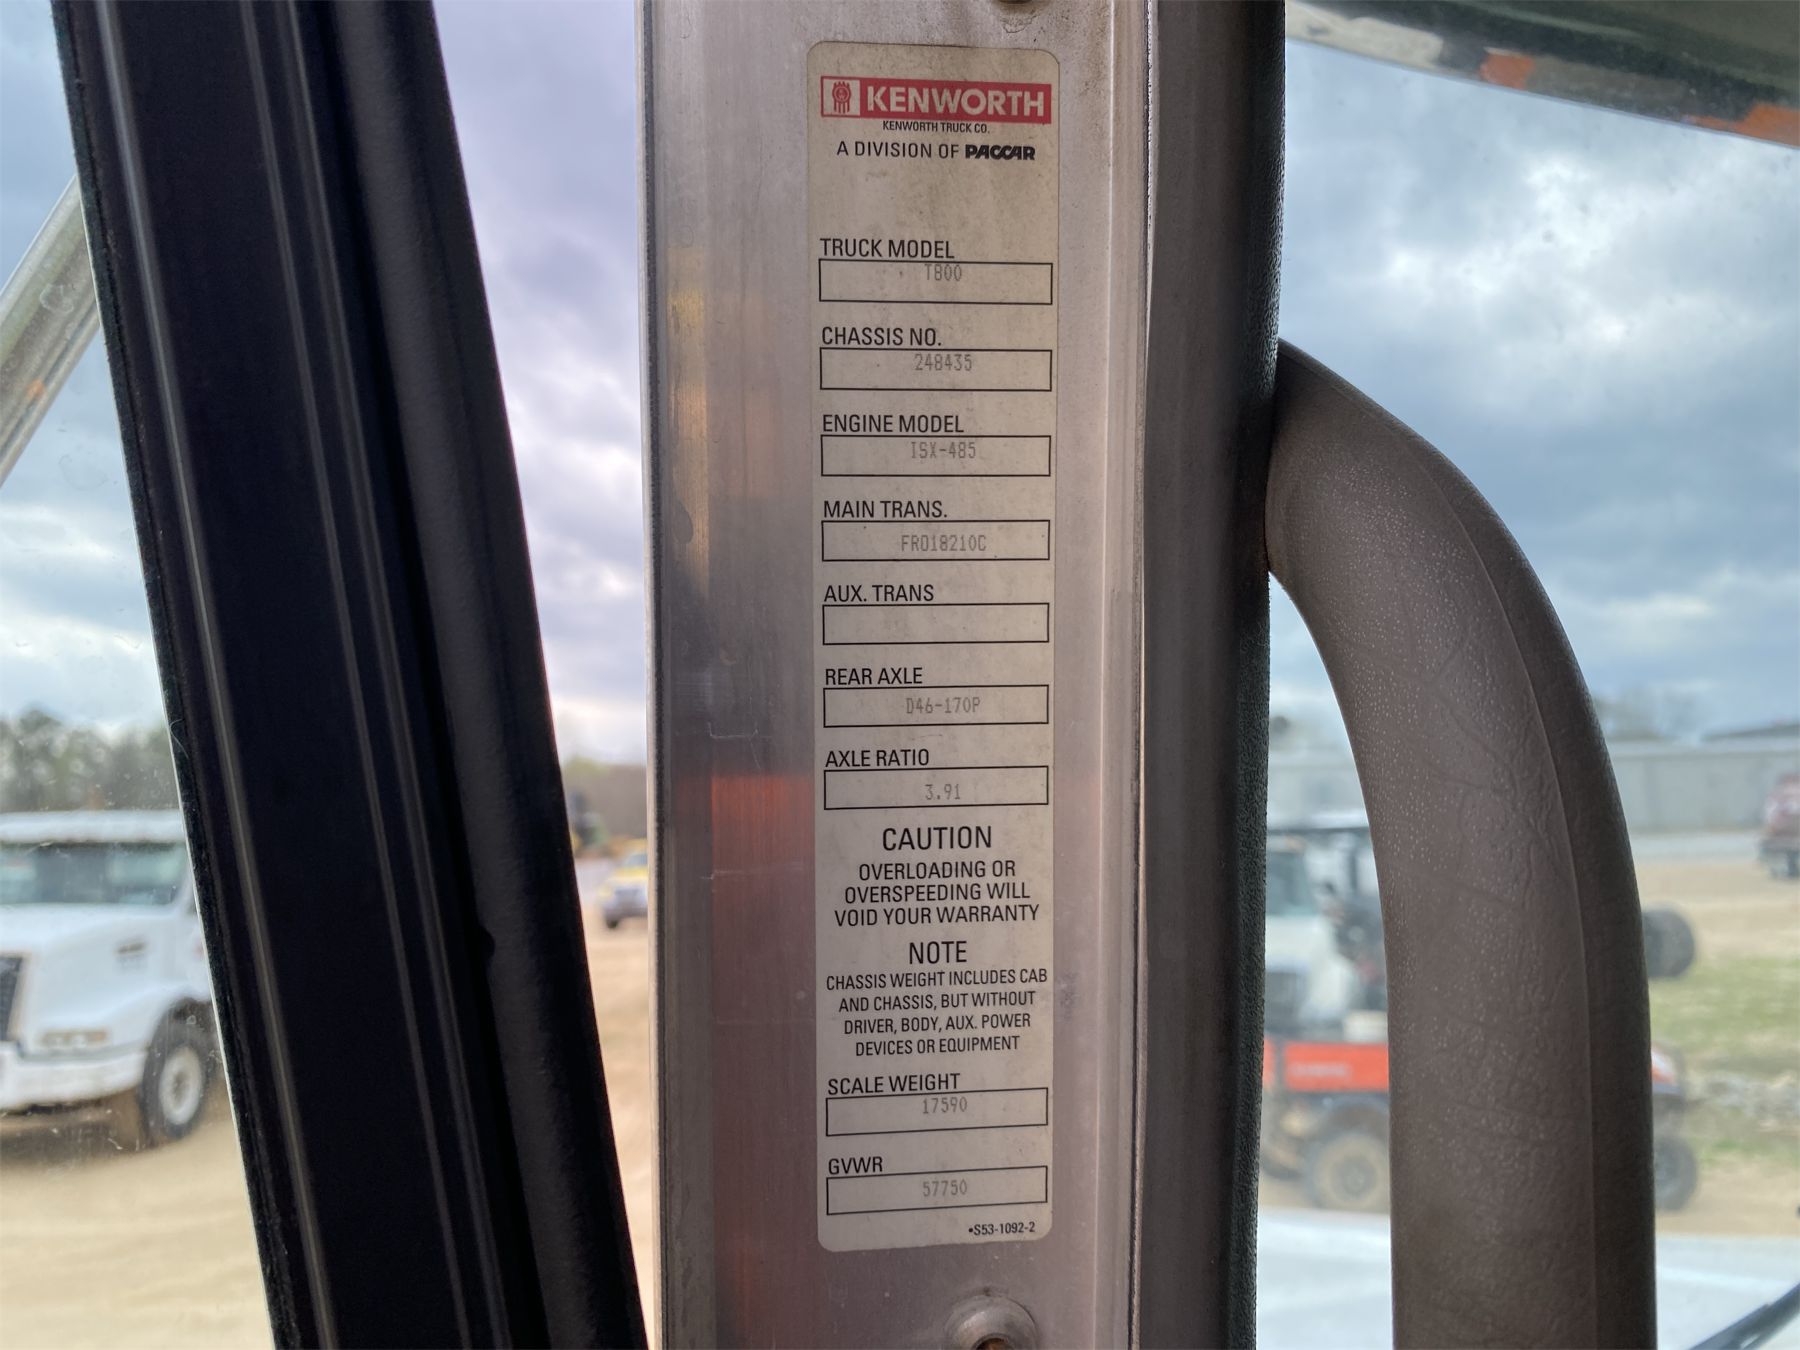 KENWORTH
KENWORTH TRUCK CO.
A DIVISION OF PACCAR
TRUCK MODEL
T800
CHASSIS NO.
248435
ENGINE MODEL
ISX-485
MAIN TRANS.
FRO18210C
AUX. TRANS
REAR AXLE
D46-170P
AXLE RATIO
3.91
CAUTION
OVERLOADING OR
OVERSPEEDING WILL
VOID YOUR WARRANTY
NOTE
CHASSIS WEIGHT INCLUDES CAB
AND CHASSIS, BUT WITHOUT
DRIVER, BODY, AUX. POWER
DEVICES OR EQUIPMENT
SCALE WEIGHT
17590
GVWR
57750
•S53-1092-2